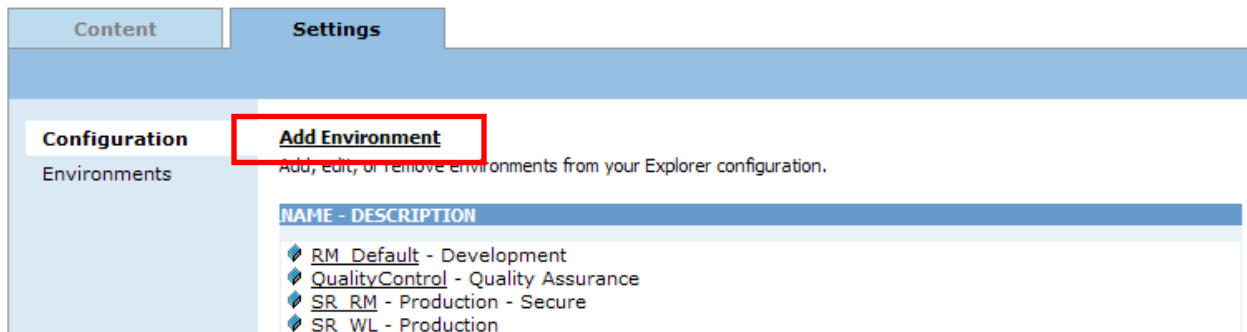 Content
Settings
Configuration
Environments
Add Environment
Add, edit, or remove environments from your Explorer configuration.
NAME - DESCRIPTION
RM_Default - Development
QualityControl - Quality Assurance
SR_RM - Production - Secure
SR_WL - Production